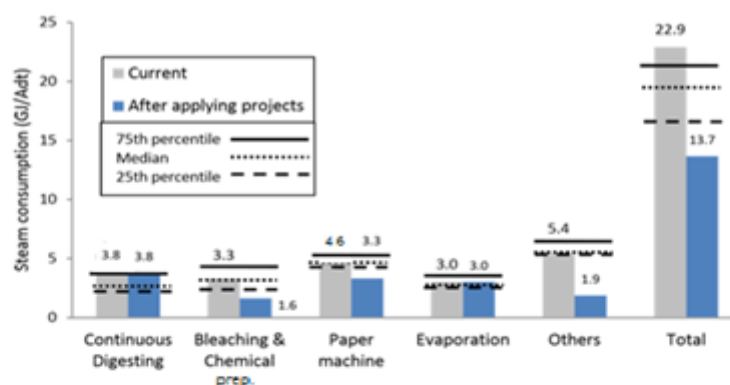 Steam consumption (GJ/Adt)
25
20
15
10
5
0
Current
After applying projects
75th percentile
Median
25th percentile
3.8
3.8
3.3
1.6
4.6
3.3
3.0
3.0
5.4
1.9
22.9
13.7
Continuous
Digesting
Bleaching &
Chemical
prep.
Paper
machine
Evaporation
Others
Total